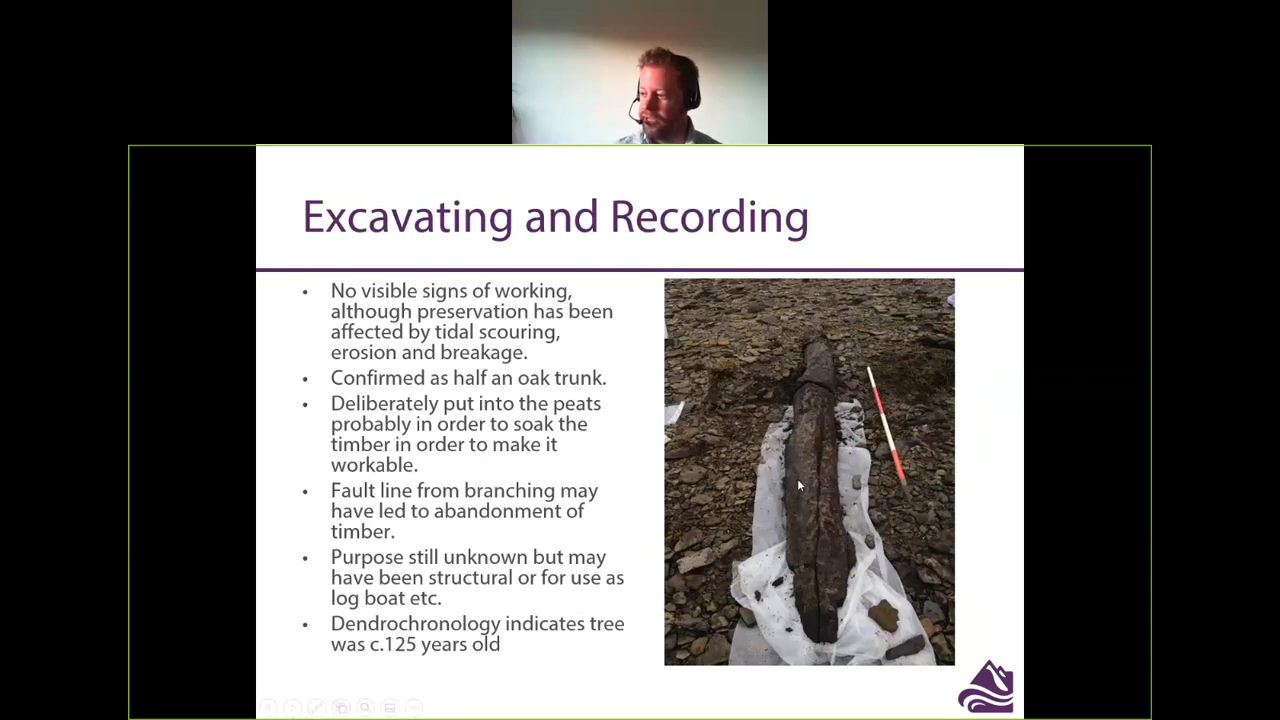 Excavating and Recording
• No visible signs of working,
although preservation has been
affected by tidal scouring,
erosion and breakage.
• Confirmed as half an oak trunk.
• Deliberately put into the peats
probably in order to soak the
timber in order to make it
workable.
• Fault line from branching may
have led to abandonment of
timber.
• Purpose still unknown but may
have been structural or for use as
log boat etc.
• Dendrochronology indicates tree
was c.125 years old